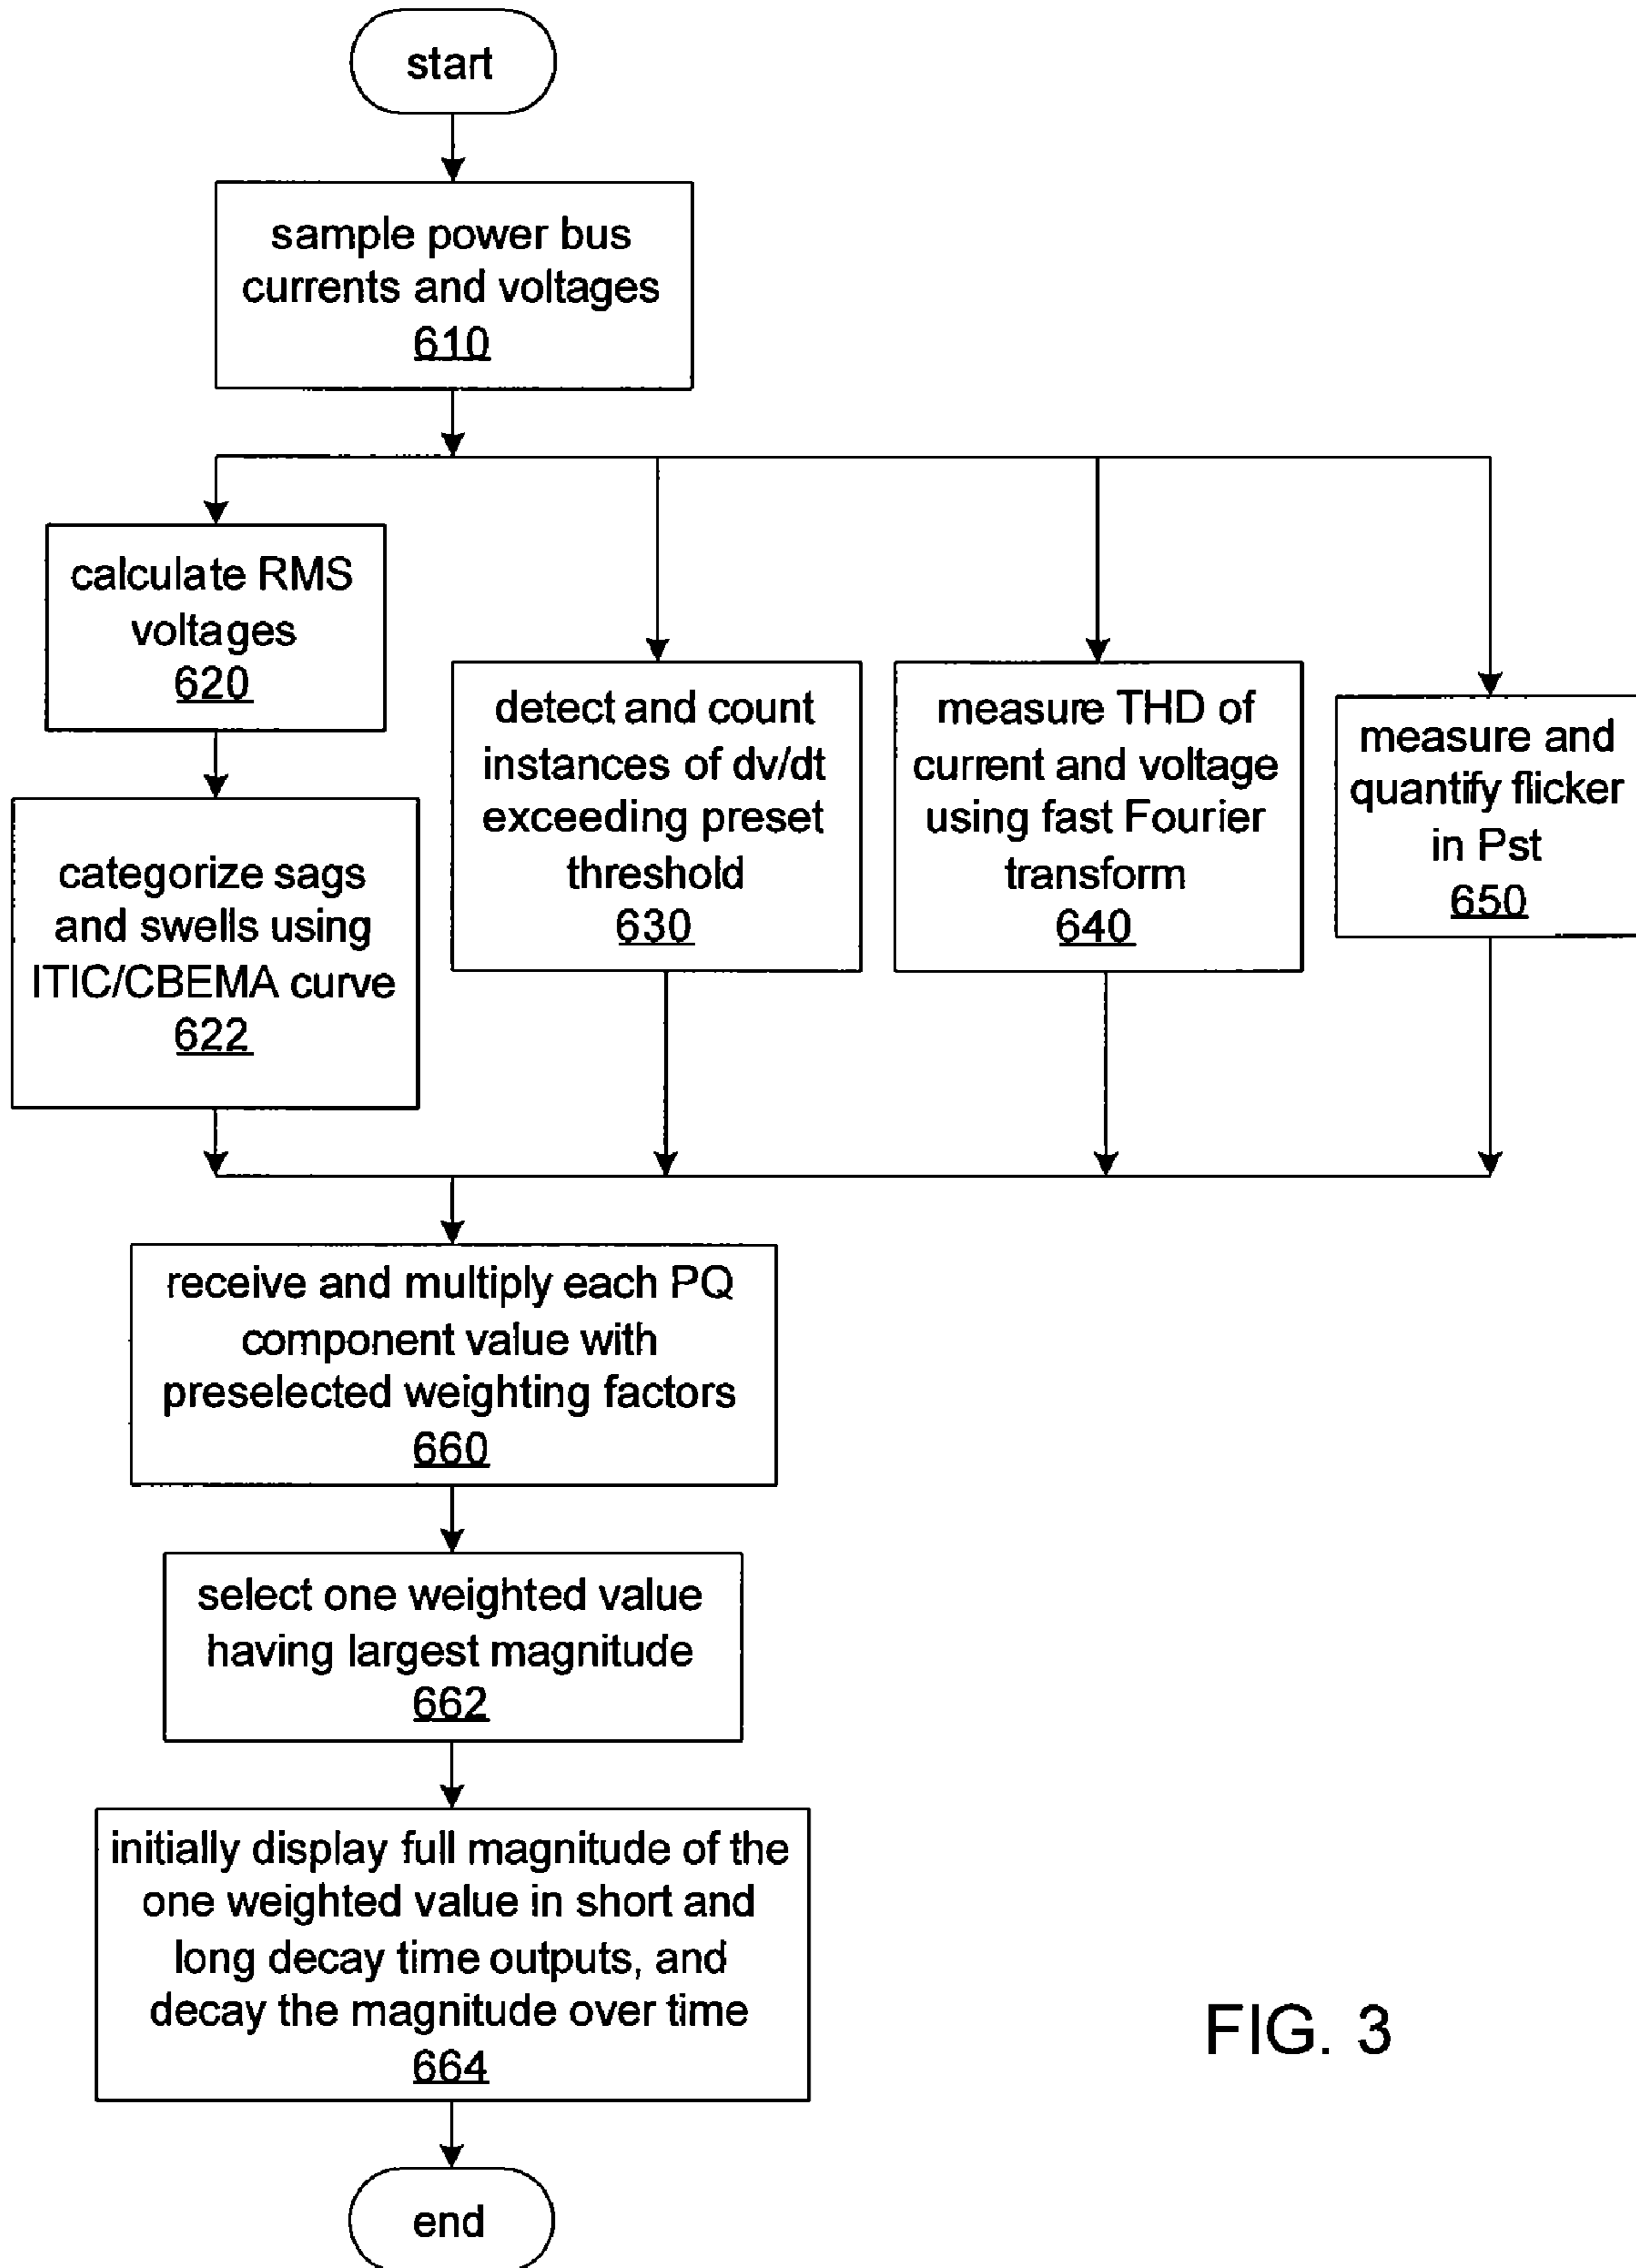 start
sample power bus
currents and voltages
610
calculate RMS
voltages
620
categorize sags
and swells using
ITIC/CBEMA curve
622
detect and count
instances of dv/dt
exceeding preset
threshold
630
measure THD of
current and voltage
using fast Fourier
transform
640
measure and
quantify flicker
in Pst
650
receive and multiply each PQ
component value with
preselected weighting factors
660
select one weighted value
having largest magnitude
662
initially display full magnitude of the
one weighted value in short and
long decay time outputs, and
decay the magnitude over time
664
end
FIG. 3